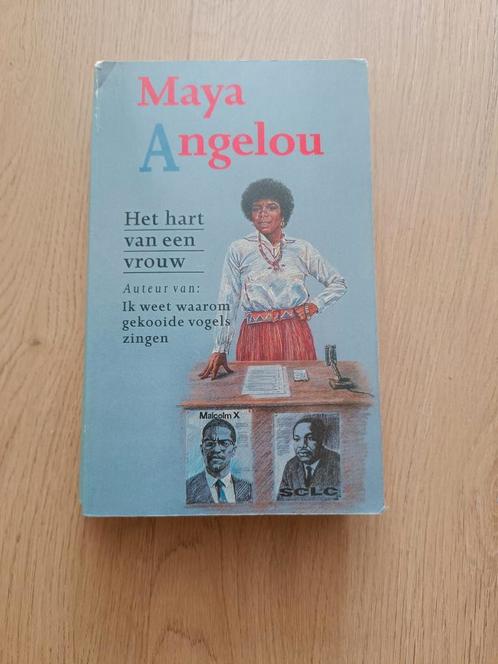 Maya
Angelou
Het hart
van een
vrouw
Auteur van:
Ik weet waarom
gekooide vogels
zingen
Malcolm X
SCLC